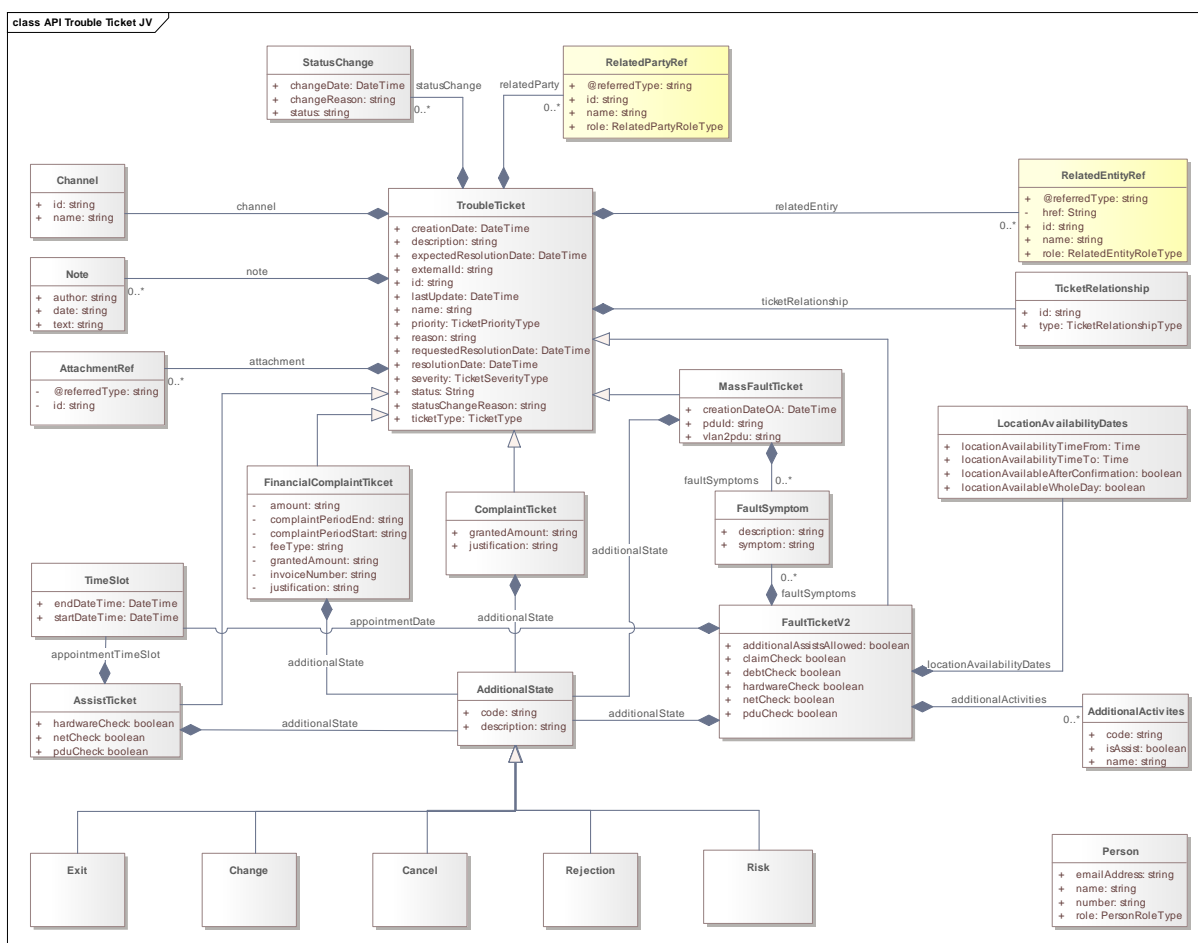 class API Trouble Ticket JV
StatusChange
+ changeDate: DateTime
+ changeReason: string
+ status: string
statusChange
0..*
RelatedPartyRef
+ @referredType: string
+ id: string
+ name: string
+ role: RelatedPartyRoleType
relatedParty
0..*
Channel
+ id: string
+ name: string
channel
TroubleTicket
+ creationDate: DateTime
+ description: string
+ expectedResolutionDate: DateTime
+ externalId: string
+ id: string
+ lastUpdate: DateTime
+ name: string
+ priority: TicketPriorityType
+ reason: string
+ requestedResolutionDate: DateTime
+ resolutionDate: DateTime
+ severity: TicketSeverityType
+ status: String
+ statusChangeReason: string
+ ticketType: TicketType
relatedEntiry
0..*
RelatedEntityRef
+ @referredType: string
- href: String
+ id: string
+ name: string
+ role: RelatedEntityRoleType
Note
+ author: string
+ date: string
+ text: string
note
0..*
ticketRelationship
TicketRelationship
+ id: string
+ type: TicketRelationshipType
AttachmentRef
- @referredType: string
- id: string
attachment
0..*
MassFaultTicket
+ creationDateOA: DateTime
+ pduId: string
+ vlan2pdu: string
LocationAvailabilityDates
+ locationAvailabilityTimeFrom: Time
+ locationAvailabilityTimeTo: Time
+ locationAvailableAfterConfirmation: boolean
+ locationAvailableWholeDay: boolean
FinancialComplaintTikcet
- amount: string
- complaintPeriodEnd: string
- complaintPeriodStart: string
- feeType: string
- grantedAmount: string
- invoiceNumber: string
- justification: string
ComplaintTicket
+ grantedAmount: string
+ justification: string
faultSymptoms
0..*
FaultSymptom
+ description: string
+ symptom: string
additionalState
0..*
faultSymptoms
TimeSlot
+ endDateTime: DateTime
+ startDateTime: DateTime
appointmentDate
additionalState
FaultTicketV2
+ additionalAssistsAllowed: boolean
+ claimCheck: boolean
+ debtCheck: boolean
+ hardwareCheck: boolean
+ netCheck: boolean
+ pduCheck: boolean
appointmentTimeSlot
additionalState
locationAvailabilityDates
AssistTicket
+ hardwareCheck: boolean
+ netCheck: boolean
+ pduCheck: boolean
additionalState
AdditionalState
+ code: string
+ description: string
additionalState
additionalActivities
0..*
AdditionalActivites
+ code: string
+ isAssist: boolean
+ name: string
Exit
Change
Cancel
Rejection
Risk
Person
+ emailAddress: string
+ name: string
+ number: string
+ role: PersonRoleType